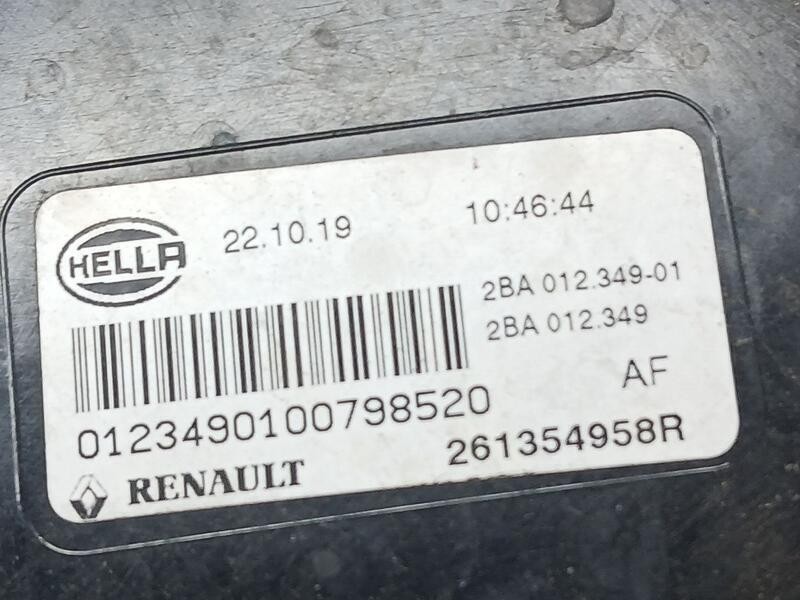 HELLA 22.10.19 10:46:44
2BA 012.349-01
2BA 012.349
AF
0123490100798520
RENAULT 261354958R